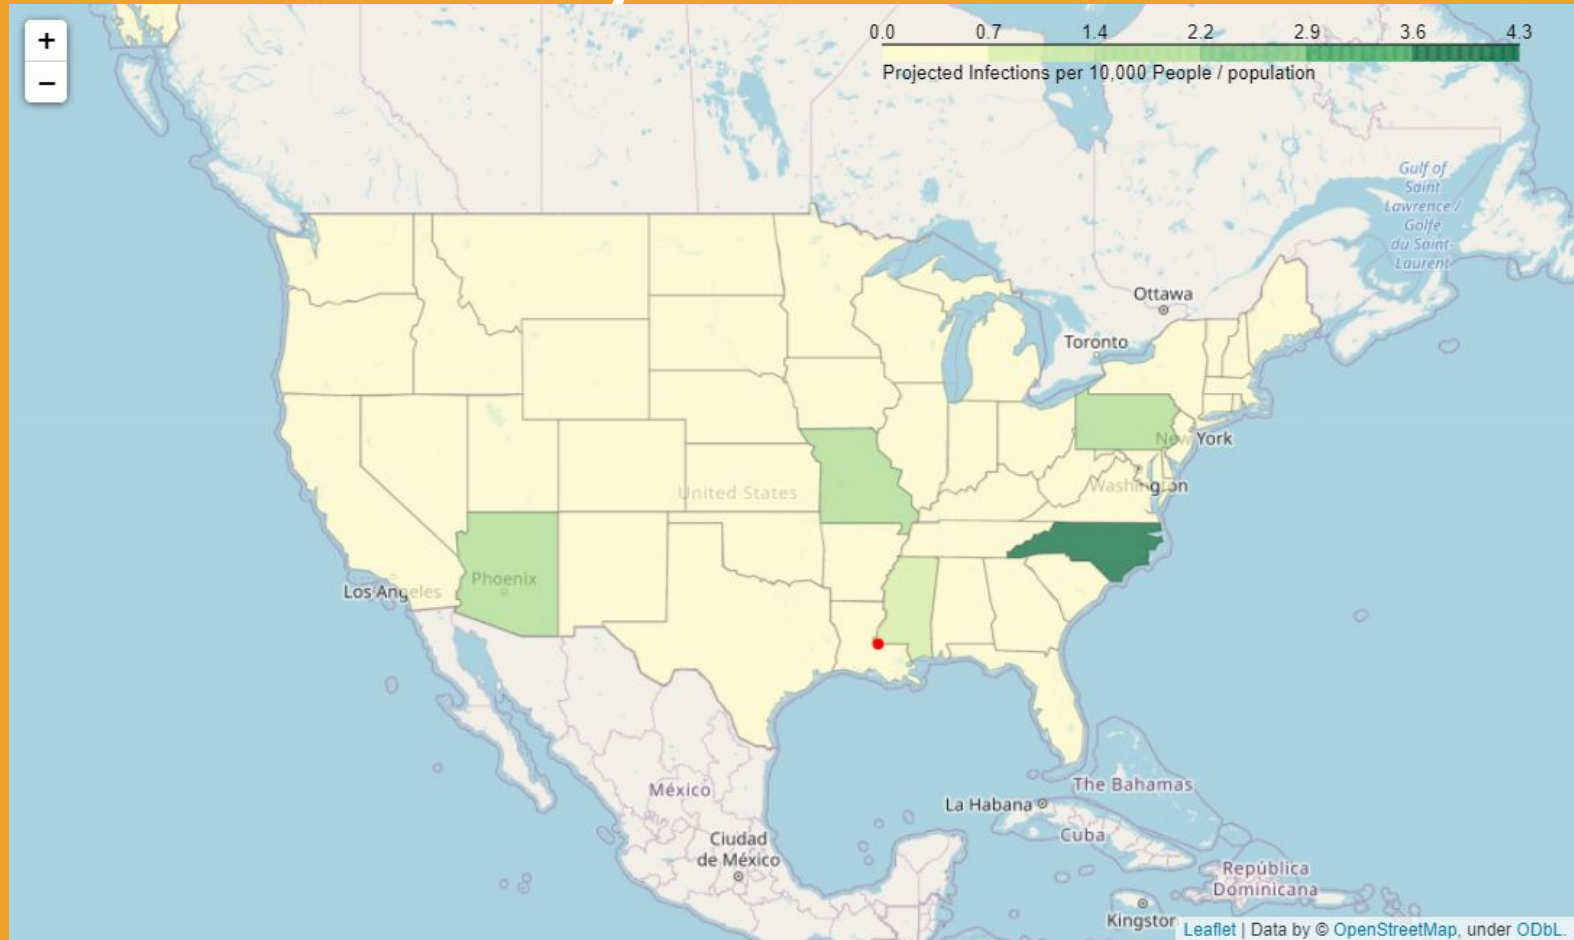 +
−
0.0 0.7 1.4 2.2 2.9 3.6 4.3
Projected Infections per 10,000 People / population
Gulf of
Saint
Lawrence /
Golfe
du Saint-
Laurent
Ottawa
Toronto
New York
Washington
United States
Phoenix
Los Angeles
México
Ciudad
de México
La Habana
The Bahamas
Cuba
República
Dominicana
Kingston
Leaflet | Data by © OpenStreetMap, under ODbL.